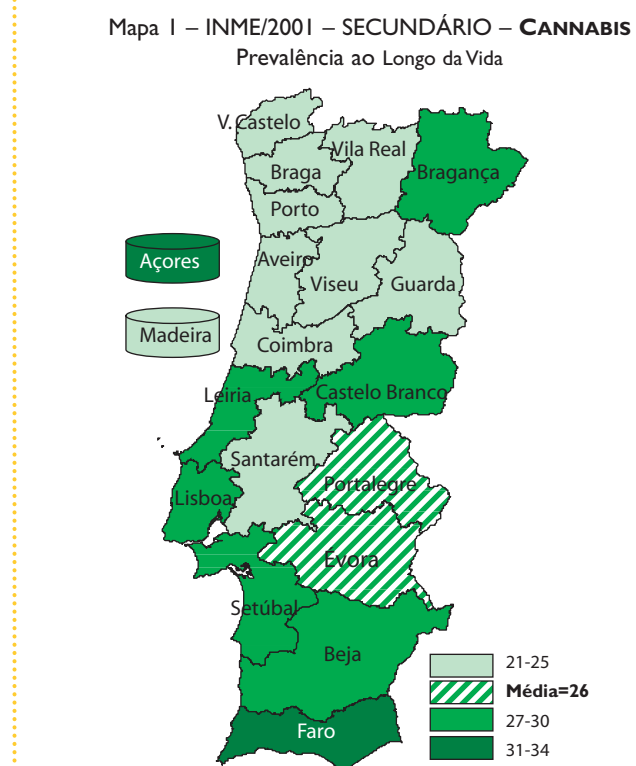 Mapa 1 – INME/2001 – SECUNDÁRIO – CANNABIS
Prevalência ao Longo da Vida
V. Castelo
Vila Real
Braga
Bragança
Porto
Açores
Aveiro
Viseu
Guarda
Madeira
Coimbra
Leiria
Castelo Branco
Santarém
Portalegre
Lisboa
Évora
Setúbal
Beja
Faro
21-25
Média=26
27-30
31-34